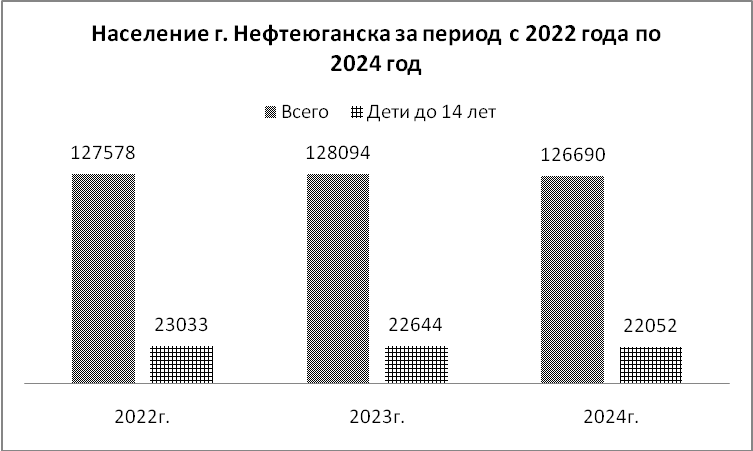 Население г. Нефтеюганска за период с 2022 года по
2024 год
Всего Дети до 14 лет
127578 128094 126690
23033 22644 22052
2022г. 2023г. 2024г.